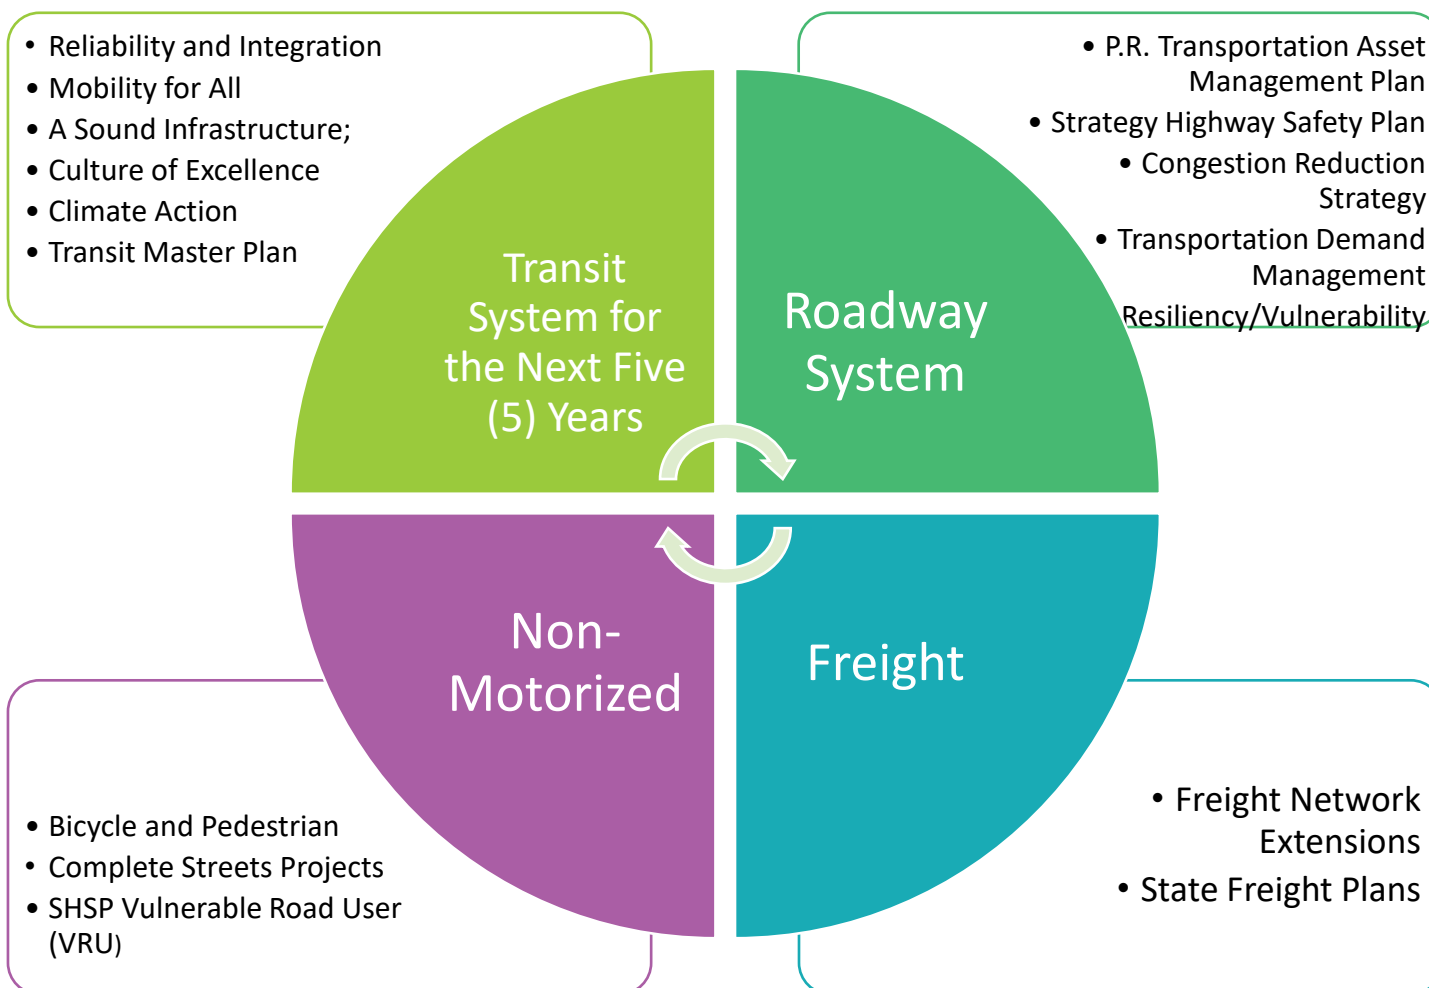 • Reliability and Integration
• Mobility for All
• A Sound Infrastructure;
• Culture of Excellence
• Climate Action
• Transit Master Plan
• P.R. Transportation Asset
Management Plan
• Strategy Highway Safety Plan
• Congestion Reduction
Strategy
• Transportation Demand
Management
Resiliency/Vulnerability
Transit
System for
the Next Five
(5) Years
Roadway
System
Non-
Motorized
Freight
• Bicycle and Pedestrian
• Complete Streets Projects
• SHSP Vulnerable Road User
(VRU)
• Freight Network
Extensions
• State Freight Plans